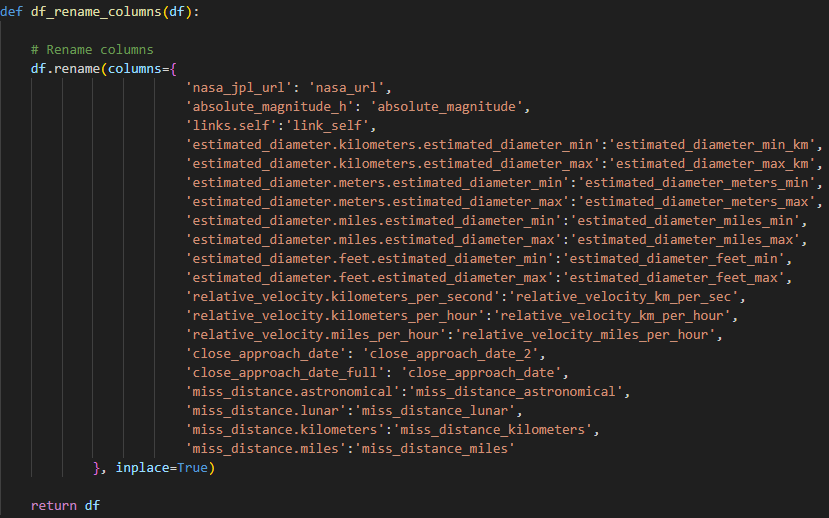 def df_rename_columns(df):
# Rename columns
df.rename(columns={
'nasa_jpl_url': 'nasa_url',
'absolute_magnitude_h': 'absolute_magnitude',
'links.self':'link_self',
'estimated_diameter.kilometers.estimated_diameter_min':'estimated_diameter_min_km',
'estimated_diameter.kilometers.estimated_diameter_max':'estimated_diameter_max_km',
'estimated_diameter.meters.estimated_diameter_min':'estimated_diameter_meters_min',
'estimated_diameter.meters.estimated_diameter_max':'estimated_diameter_meters_max',
'estimated_diameter.miles.estimated_diameter_min':'estimated_diameter_miles_min',
'estimated_diameter.miles.estimated_diameter_max':'estimated_diameter_miles_max',
'estimated_diameter.feet.estimated_diameter_min':'estimated_diameter_feet_min',
'estimated_diameter.feet.estimated_diameter_max':'estimated_diameter_feet_max',
'relative_velocity.kilometers_per_second':'relative_velocity_km_per_sec',
'relative_velocity.kilometers_per_hour':'relative_velocity_km_per_hour',
'relative_velocity.miles_per_hour':'relative_velocity_miles_per_hour',
'close_approach_date': 'close_approach_date_2',
'close_approach_date_full': 'close_approach_date',
'miss_distance.astronomical':'miss_distance_astronomical',
'miss_distance.lunar':'miss_distance_lunar',
'miss_distance.kilometers':'miss_distance_kilometers',
'miss_distance.miles':'miss_distance_miles'
}, inplace=True)
return df